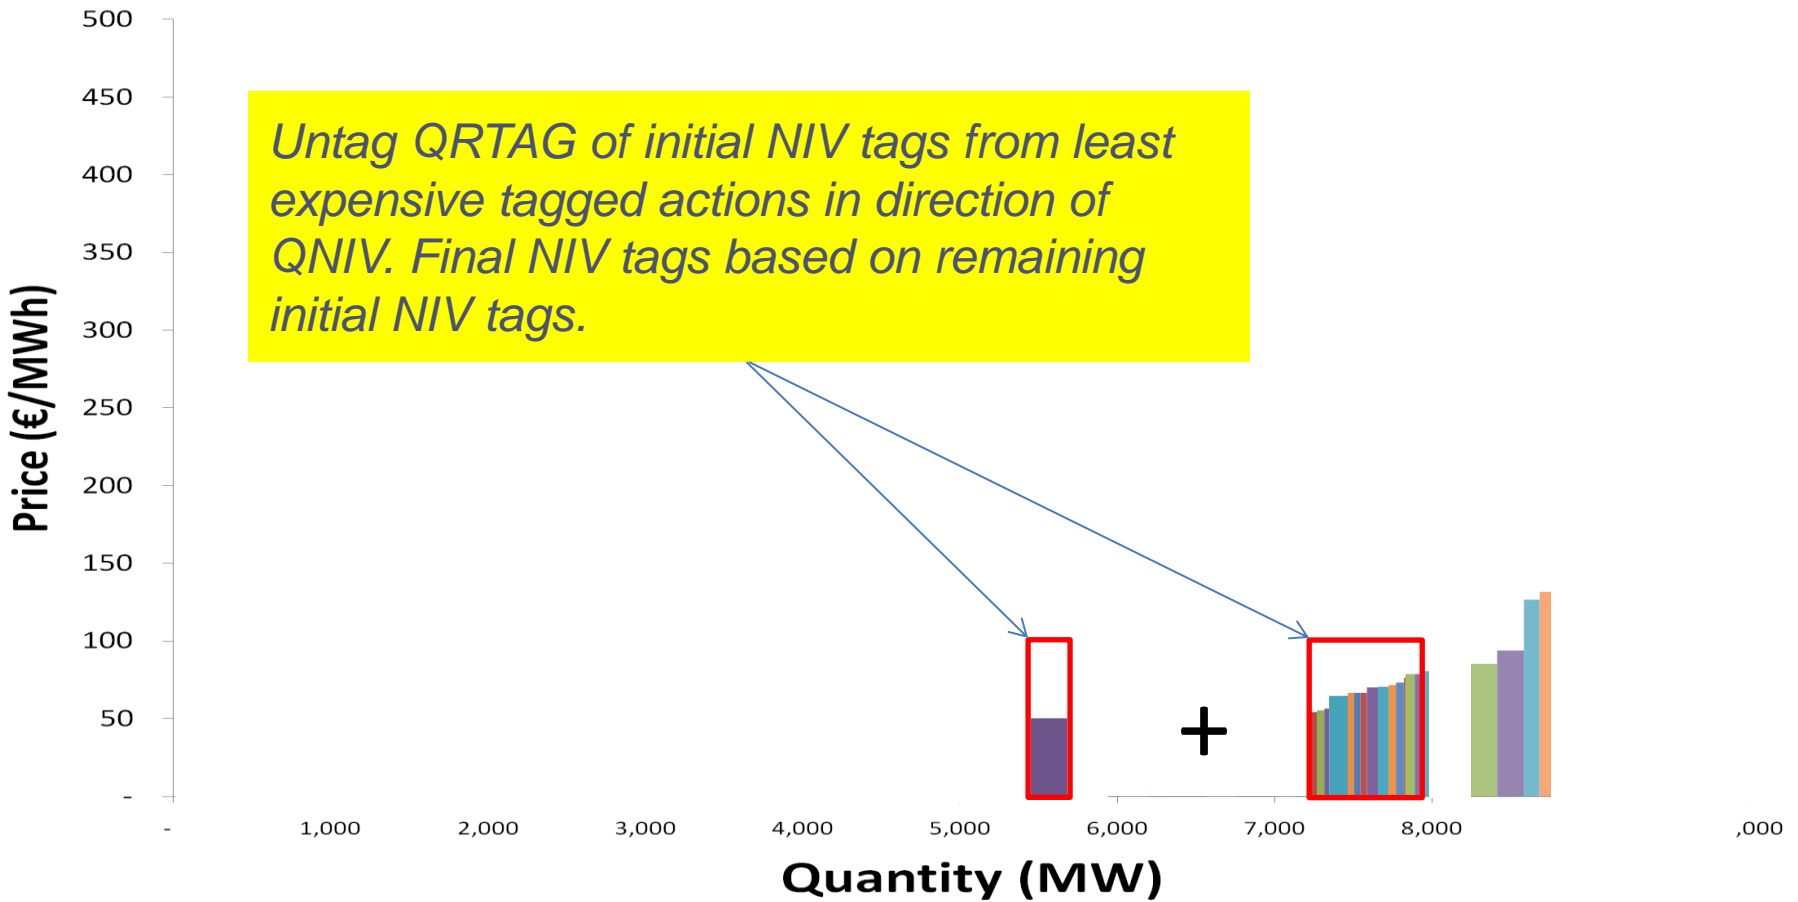 500
450
400
350
300
250
200
150
100
50
-
Price (€/MWh)
Untag QRTAG of initial NIV tags from least
expensive tagged actions in direction of
QNIV. Final NIV tags based on remaining
initial NIV tags.
+
- 1,000 2,000 3,000 4,000 5,000 6,000 7,000 8,000 ,000
Quantity (MW)